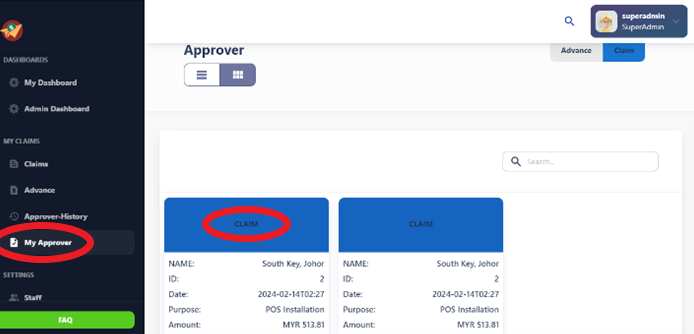 superadmin
SuperAdmin
Approver
Advance Claim
DASHBOARDS
My Dashboard
Admin Dashboard
MY CLAIMS
Claims
Advance
Approver-History
My Approver
SETTINGS
Staff
FAQ
Search...
CLAIM
NAME: South Key, Johor
ID: 2
Date: 2024-02-14T02:27
Purpose: POS Installation
Amount: MYR 513.81
CLAIM
NAME: South Key, Johor
ID: 2
Date: 2024-02-14T02:27
Purpose: POS Installation
Amount: MYR 513.81